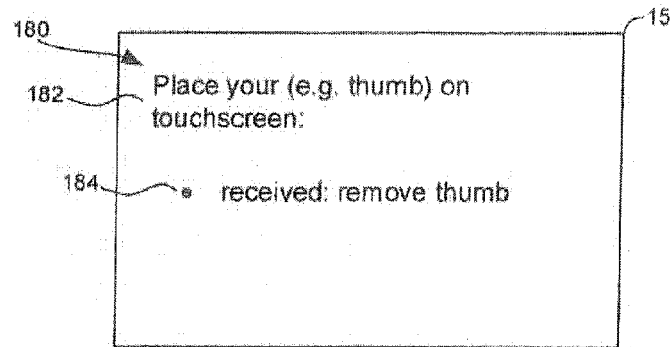 180
15
182
Place your (e.g. thumb) on
touchscreen:
184
• received: remove thumb